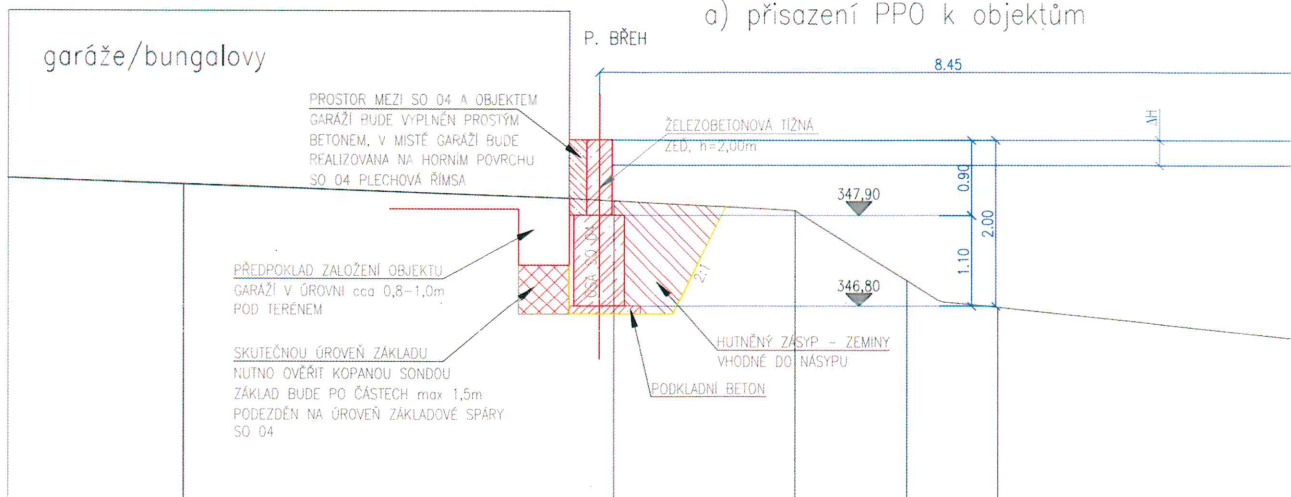 a) přisazení PPO k objektům
P. BŘEH
garáže/bungalovy
8.45
PROSTOR MEZI SO 04 A OBJEKTEM
GARÁŽÍ BUDE VYPLNĚN PROSTÝM
BETONEM, V MÍSTĚ GARÁŽÍ BUDE
REALIZOVANA NA HORNÍM POVRCHU
SO 04 PLECHOVÁ ŘÍMSA
ŽELEZOBETONOVÁ TÍŽNÁ
ZEĎ, h=2,00m
ΔH
0.90
2.00
1.10
347,90
346,80
OSA SO 04
2:1
PŘEDPOKLAD ZALOŽENÍ OBJEKTU
GARÁŽÍ V ÚROVNI cca 0,8-1,0m
POD TERÉNEM
SKUTEČNOU ÚROVEŇ ZÁKLADU
NUTNO OVĚŘIT KOPANOU SONDOU
ZÁKLAD BUDE PO ČÁSTECH max 1,5m
PODEZDĚN NA ÚROVEŇ ZÁKLADOVÉ SPÁRY
SO 04
HUTNĚNÝ ZÁSYP - ZEMINY
VHODNÉ DO NÁSYPU
PODKLADNÍ BETON